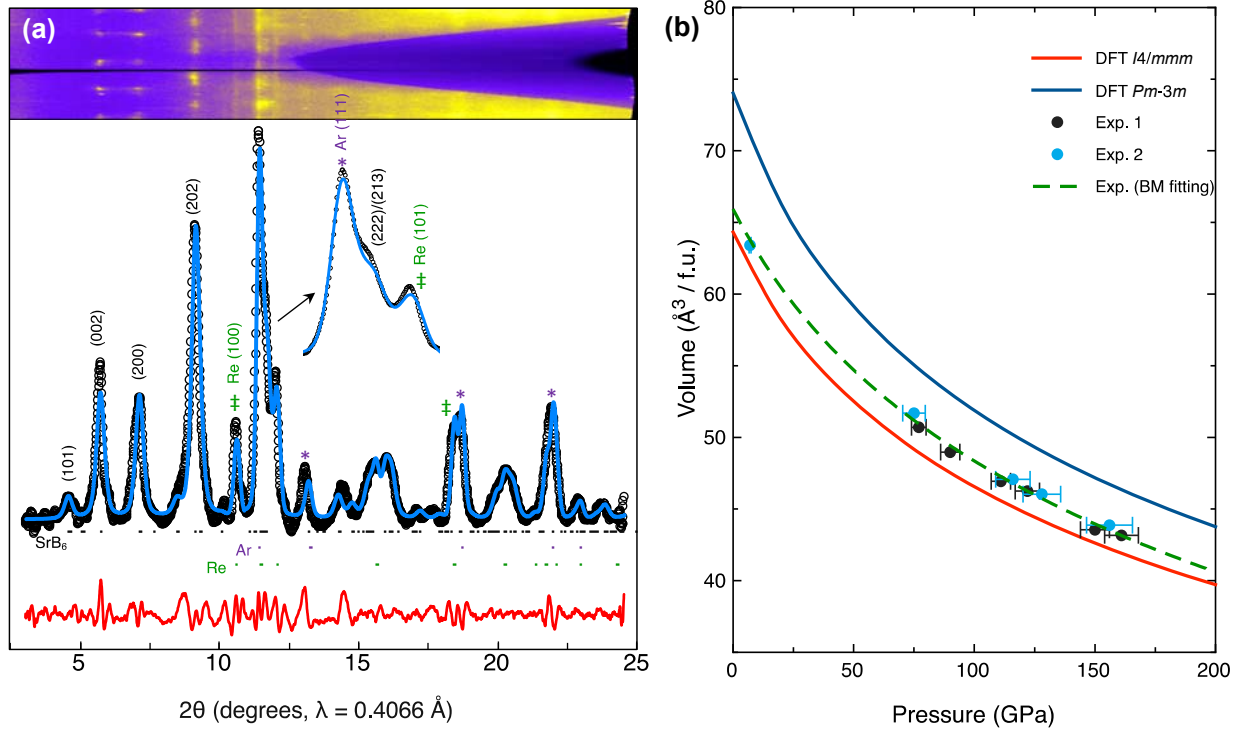 (a)
(101)
(002)
(200)
(202)
‡ Re (100)
* Ar (111)
(222)/(213)
‡ Re (101)
*
‡
*
*
SrB6
Ar
Re
5 10 15 20 25
2θ (degrees, λ = 0.4066 Å)
(b)
DFT I4/mmm
DFT Pm-3m
Exp. 1
Exp. 2
Exp. (BM fitting)
80
70
60
50
40
Volume (Å³ / f.u.)
0 50 100 150 200
Pressure (GPa)